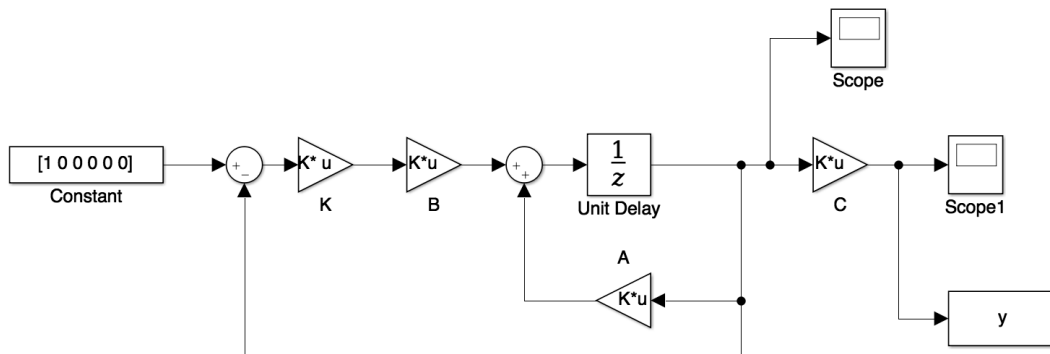 Scope
[1 0 0 0 0 0]
Constant
+
−
K* u
K
K*u
B
+
+
1
z
Unit Delay
K*u
C
Scope1
A
K*u
y